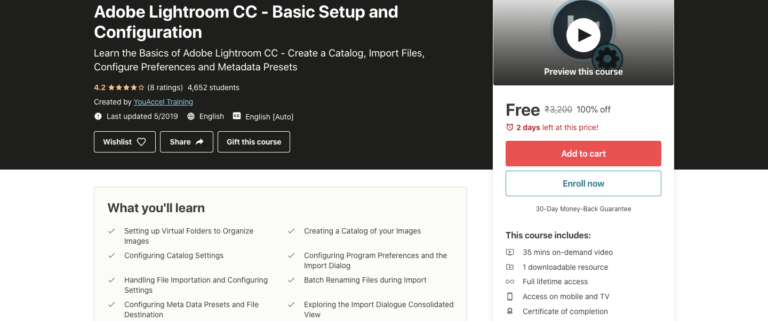 Adobe Lightroom CC - Basic Setup and
Configuration
Learn the Basics of Adobe Lightroom CC - Create a Catalog, Import Files,
Configure Preferences and Metadata Presets
4.2 (8 ratings) 4,652 students
Created by YouAccel Training
Last updated 5/2019 English English [Auto]
Wishlist Share Gift this course
What you'll learn
Setting up Virtual Folders to Organize
Images
Configuring Catalog Settings
Handling File Importation and Configuring
Settings
Configuring Meta Data Presets and File
Destination
Creating a Catalog of your Images
Configuring Program Preferences and the
Import Dialog
Batch Renaming Files during Import
Exploring the Import Dialogue Consolidated
View
Preview this course
Free ₹3,200 100% off
2 days left at this price!
Add to cart
Enroll now
30-Day Money-Back Guarantee
This course includes:
35 mins on-demand video
1 downloadable resource
Full lifetime access
Access on mobile and TV
Certificate of completion